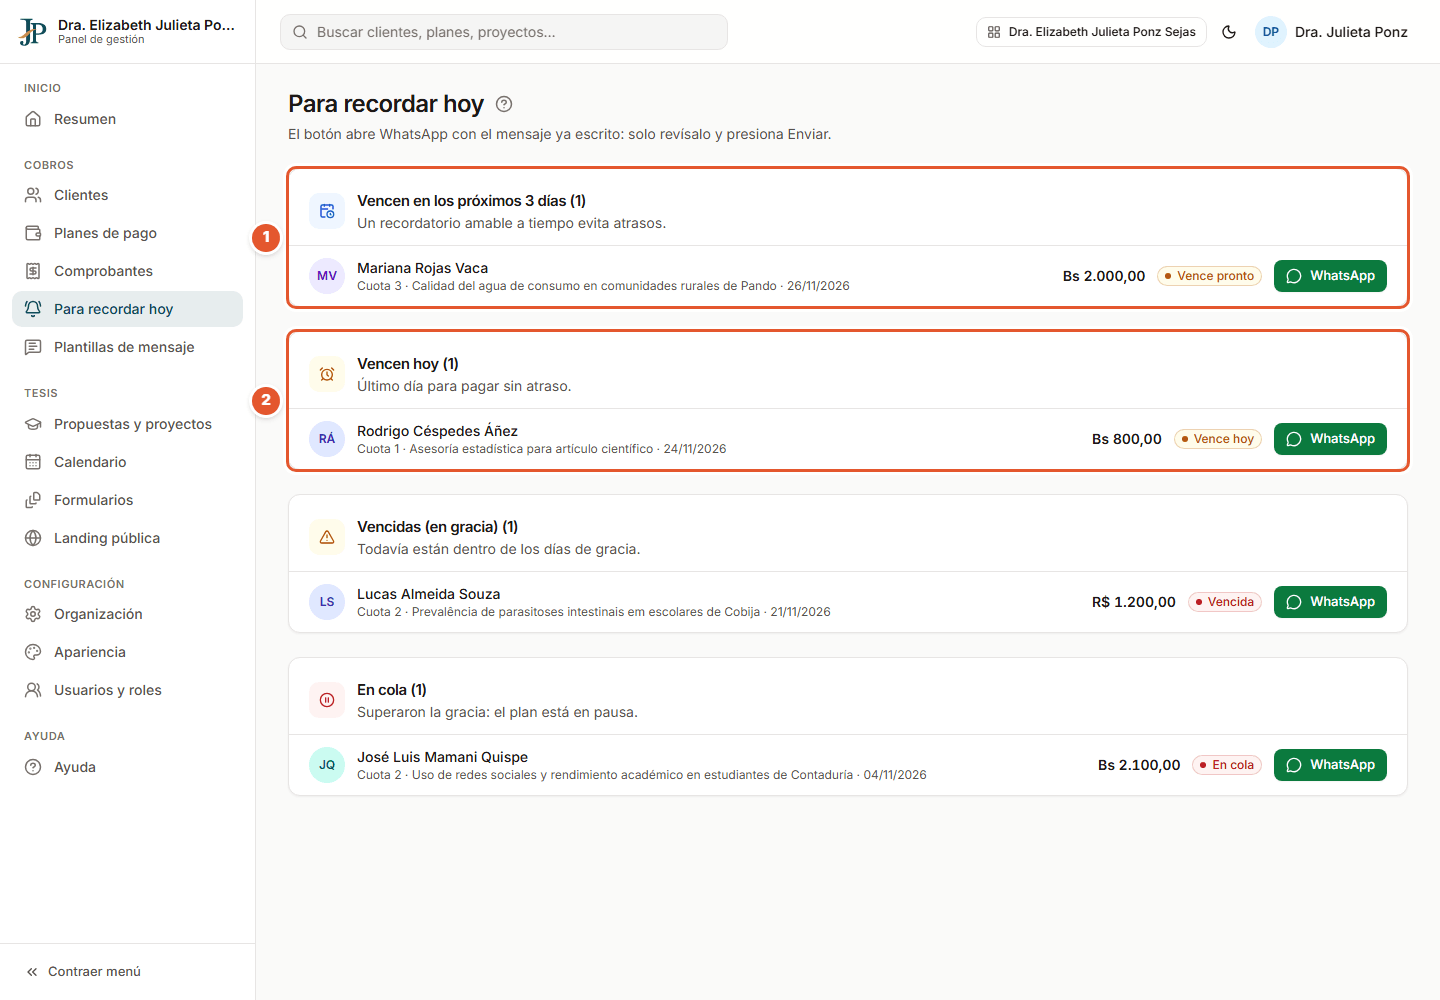 JP
Dra. Elizabeth Julieta Po...
Panel de gestión
Buscar clientes, planes, proyectos...
Dra. Elizabeth Julieta Ponz Sejas
DP
Dra. Julieta Ponz
INICIO
Resumen
COBROS
Clientes
Planes de pago
Comprobantes
Para recordar hoy
Plantillas de mensaje
TESIS
Propuestas y proyectos
Calendario
Formularios
Landing pública
CONFIGURACIÓN
Organización
Apariencia
Usuarios y roles
AYUDA
Ayuda
Contraer menú
Para recordar hoy
El botón abre WhatsApp con el mensaje ya escrito: solo revísalo y presiona Enviar.
1
Vencen en los próximos 3 días (1)
Un recordatorio amable a tiempo evita atrasos.
MV
Mariana Rojas Vaca
Cuota 3 · Calidad del agua de consumo en comunidades rurales de Pando · 26/11/2026
Bs 2.000,00
Vence pronto
WhatsApp
2
Vencen hoy (1)
Último día para pagar sin atraso.
RÁ
Rodrigo Céspedes Áñez
Cuota 1 · Asesoría estadística para artículo científico · 24/11/2026
Bs 800,00
Vence hoy
WhatsApp
Vencidas (en gracia) (1)
Todavía están dentro de los días de gracia.
LS
Lucas Almeida Souza
Cuota 2 · Prevalência de parasitoses intestinais em escolares de Cobija · 21/11/2026
R$ 1.200,00
Vencida
WhatsApp
En cola (1)
Superaron la gracia: el plan está en pausa.
JQ
José Luis Mamani Quispe
Cuota 2 · Uso de redes sociales y rendimiento académico en estudiantes de Contaduría · 04/11/2026
Bs 2.100,00
En cola
WhatsApp